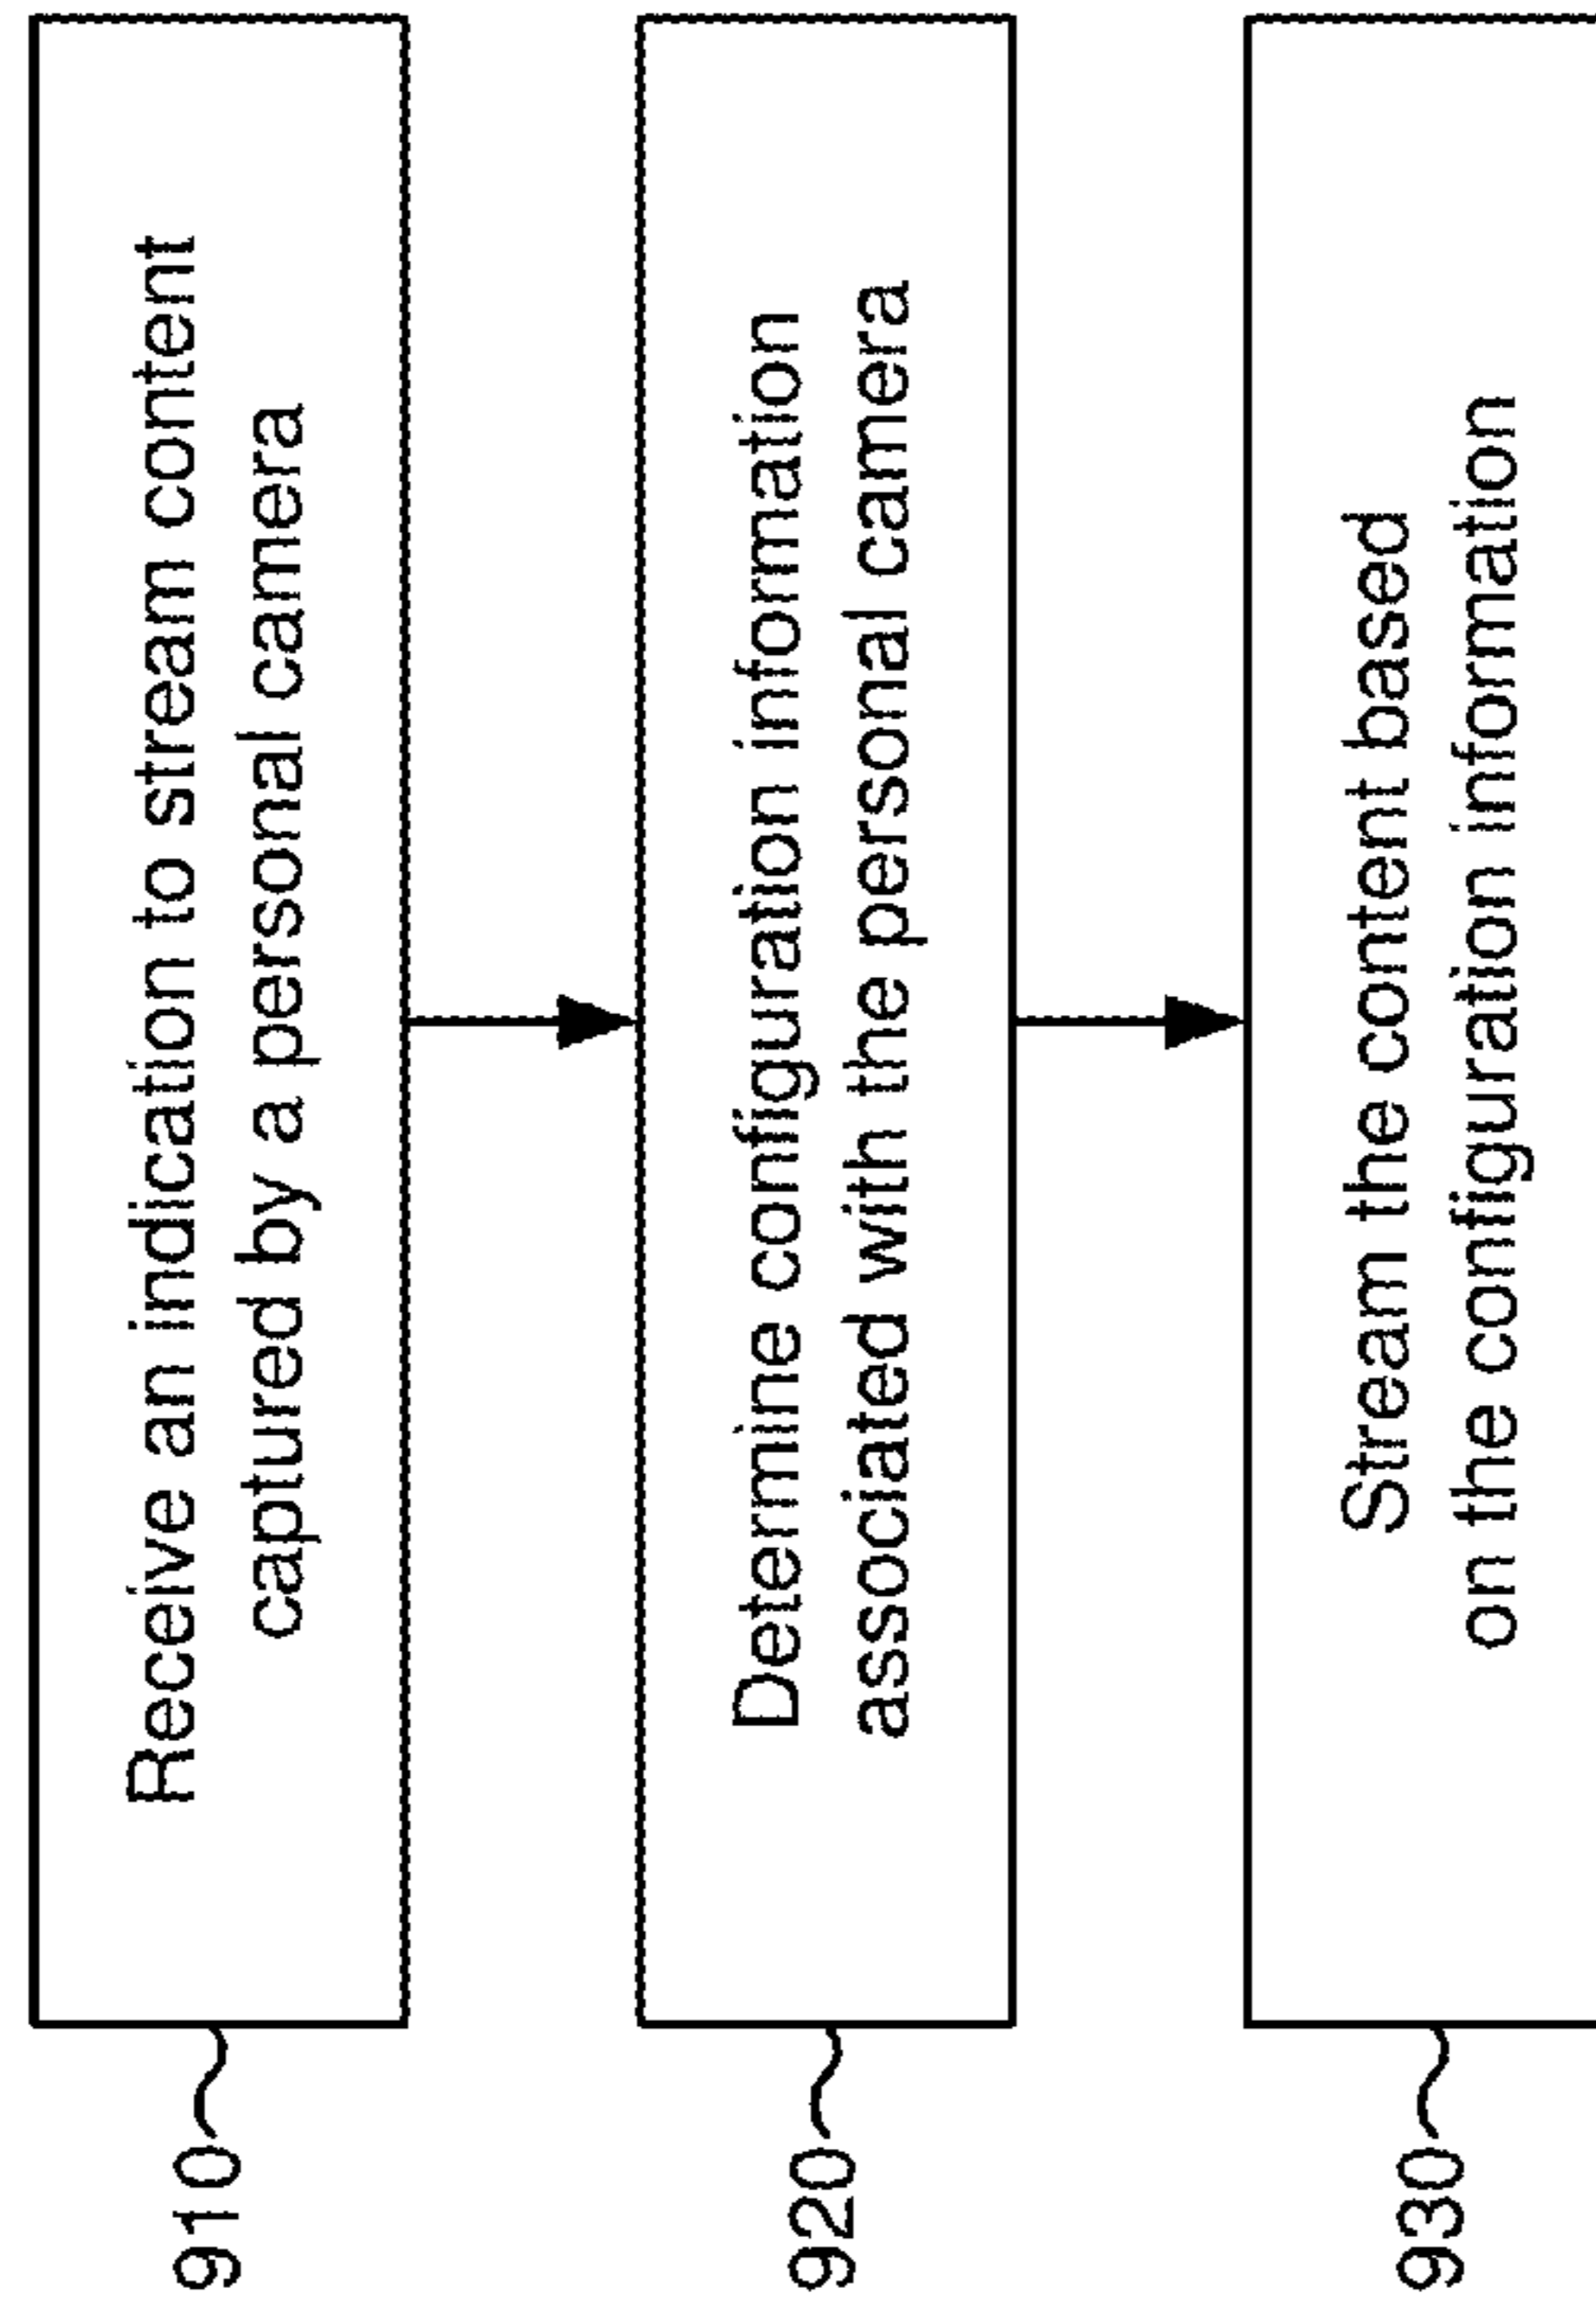 910
Receive an indication to stream content
captured by a personal camera
920
Determine configuration information
associated with the personal camera
930
Stream the content based
on the configuration information